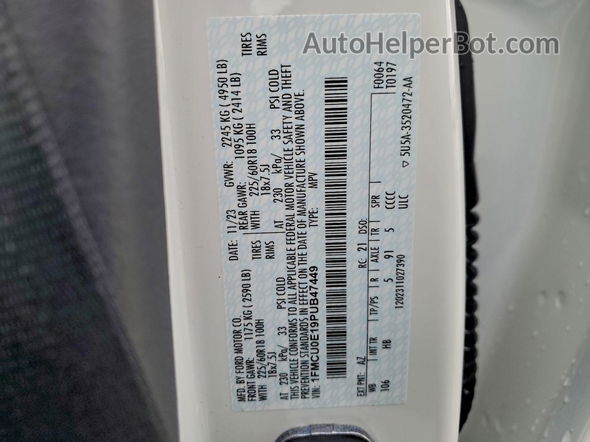 AutoHelperBot.com
MFD. BY FORD MOTOR CO.
DATE: 11/23 GVWR: 2245 KG ( 4950 LB)
FRONT GAWR: 1175 KG ( 2590 LB) REAR GAWR: 1095 KG ( 2414 LB)
WITH 225/60R18 100H TIRES WITH 225/60R18 100H TIRES
18x7.5J RIMS 18x7.5J RIMS
AT 230 kPa/ 33 PSI COLD AT 230 kPa/ 33 PSI COLD
THIS VEHICLE CONFORMS TO ALL APPLICABLE FEDERAL MOTOR VEHICLE SAFETY AND THEFT
PREVENTION STANDARDS IN EFFECT ON THE DATE OF MANUFACTURE SHOWN ABOVE.
VIN: 1FMCU0E19PUB47449 TYPE: MPV
F0064
T0197
EXT PNT: AZ RC: 21 DSO:
WB INT TR TP/PS R AXLE TR SPR
106 HB 5 91 5 CCCC
120231027390 ULC
▽ 5U5A-3520472-AA